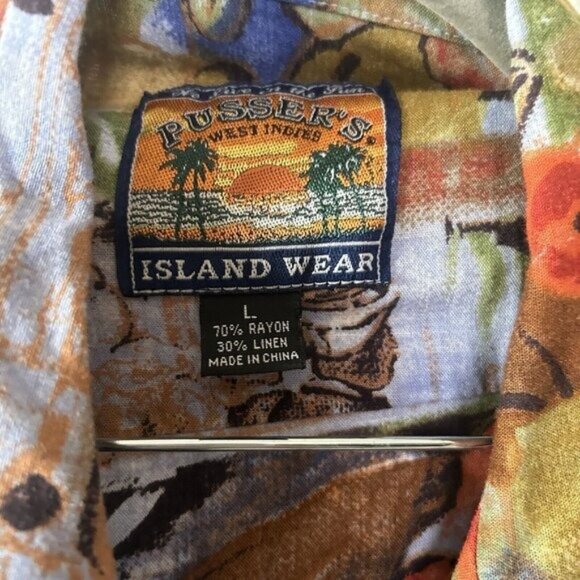 PUSSER'S®
WEST INDIES
ISLAND WEAR
L
70% RAYON
30% LINEN
MADE IN CHINA